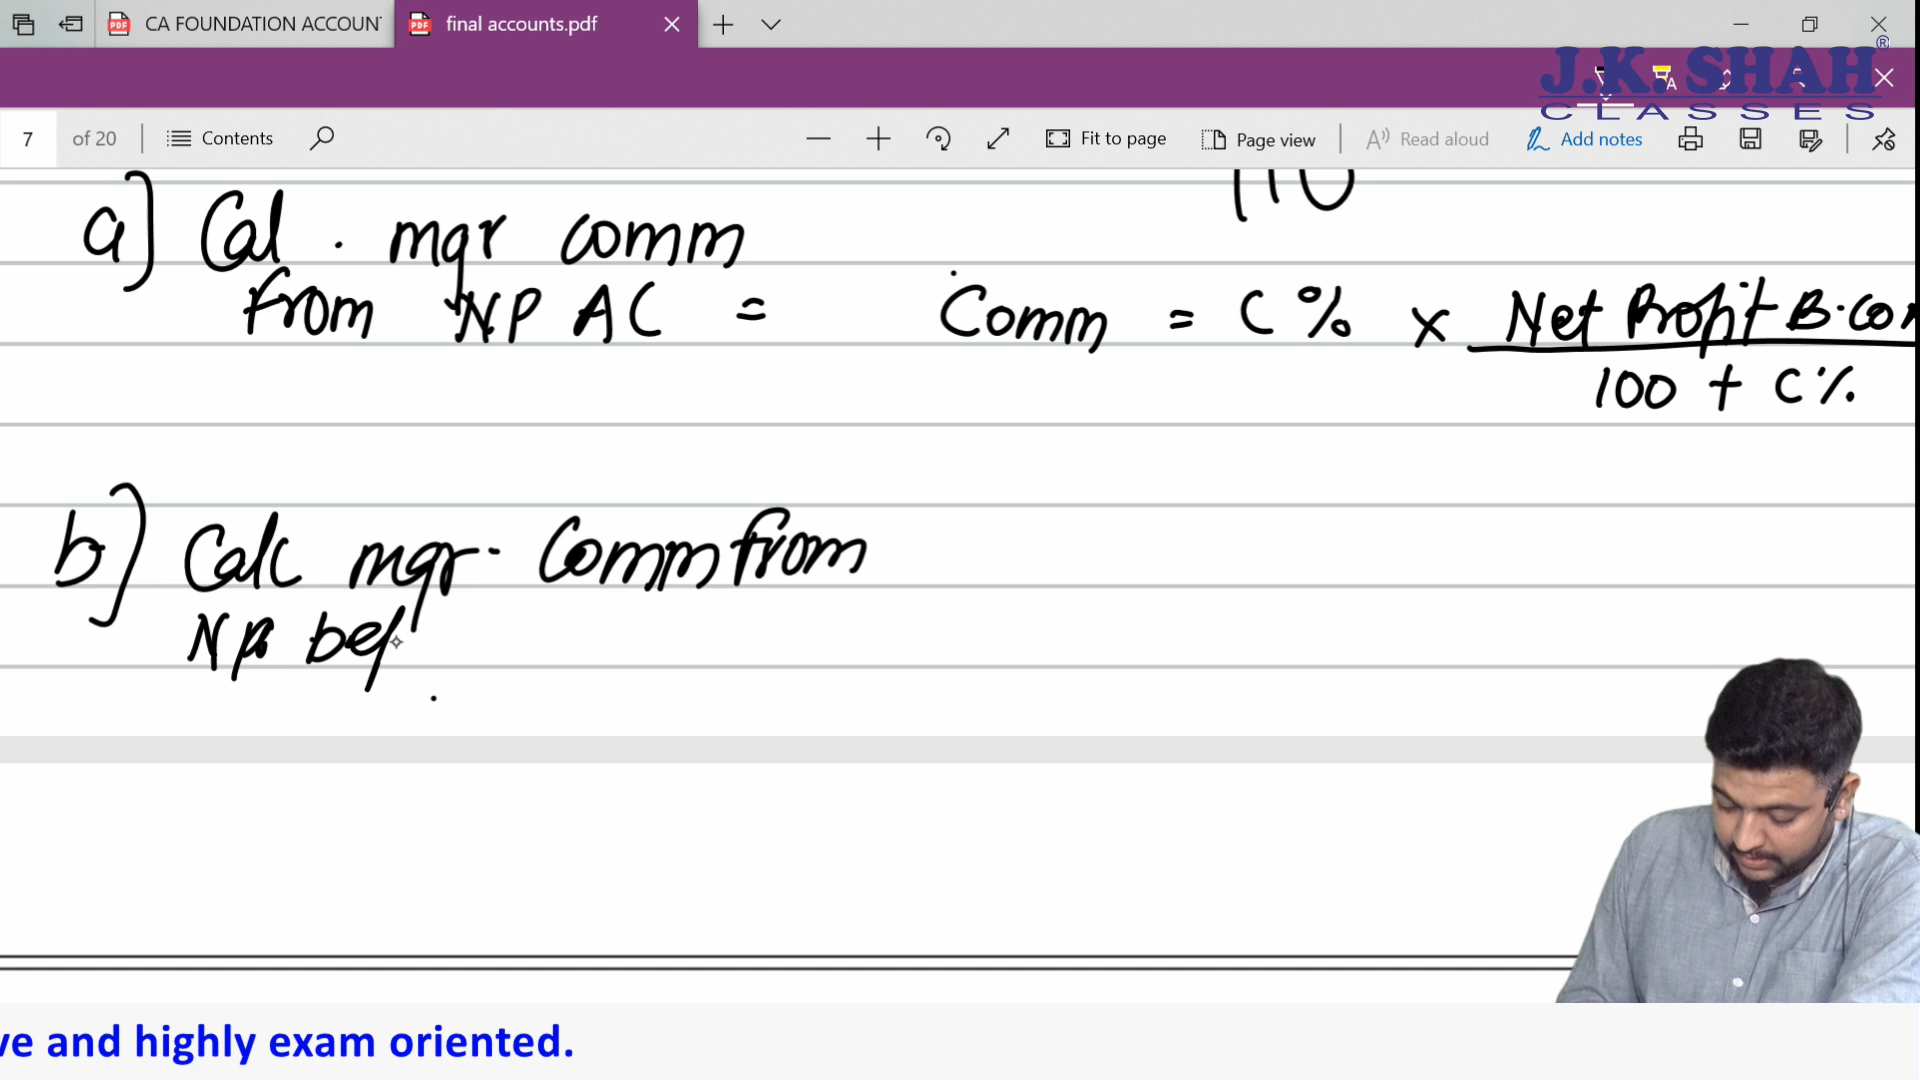 CA FOUNDATION ACCOUNT
final accounts.pdf
J.K. SHAH®
CLASSES
7 of 20 Contents Fit to page Page view Read aloud Add notes
110
a] Cal. mgr comm
from NP AC = Comm = C % x Net Profit B.Com
100 + C%
b] Calc mgr. Comm from
NP bef
ve and highly exam oriented.